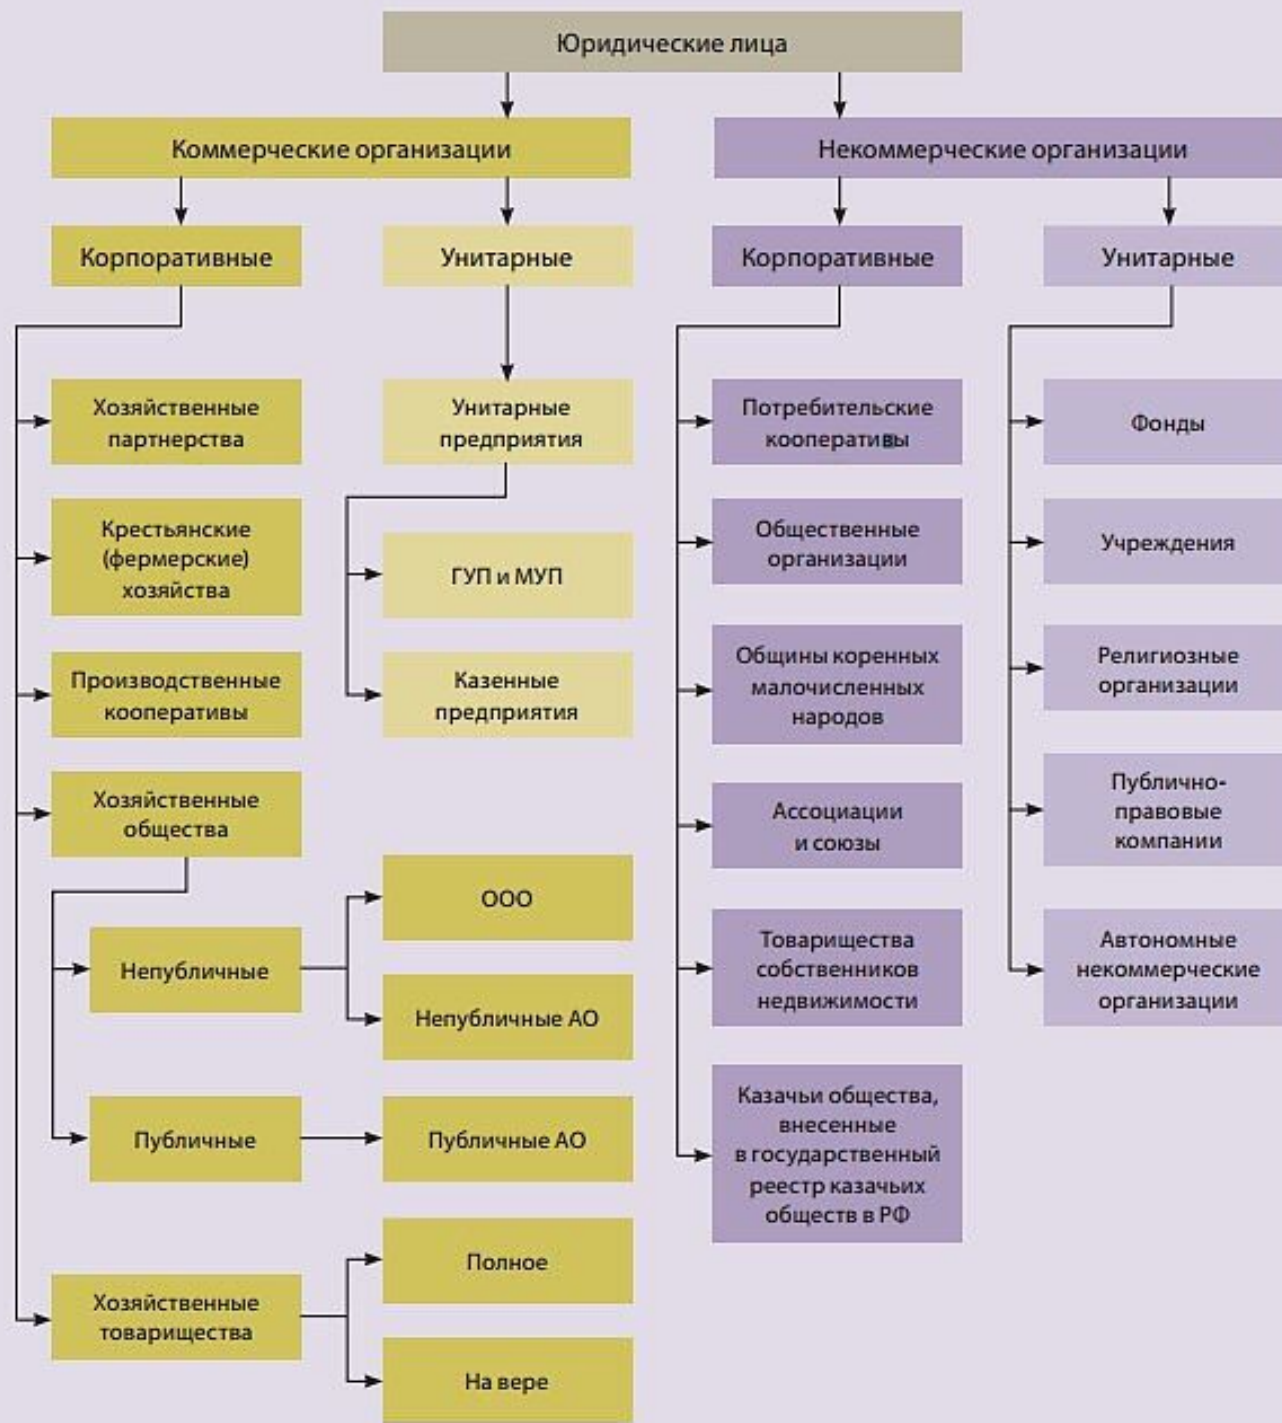 Юридические лица
Коммерческие организации
Некоммерческие организации
Корпоративные
Унитарные
Корпоративные
Унитарные
Хозяйственные
партнерства
Унитарные
предприятия
Потребительские
кооперативы
Фонды
Крестьянские
(фермерские)
хозяйства
ГУП и МУП
Общественные
организации
Учреждения
Производственные
кооперативы
Казенные
предприятия
Общины коренных
малочисленных
народов
Религиозные
организации
Хозяйственные
общества
Ассоциации
и союзы
Публично-
правовые
компании
ООО
Непубличные
Непубличные АО
Товарищества
собственников
недвижимости
Автономные
некоммерческие
организации
Публичные
Публичные АО
Казачьи общества,
внесенные
в государственный
реестр казачьих
обществ в РФ
Хозяйственные
товарищества
Полное
На вере